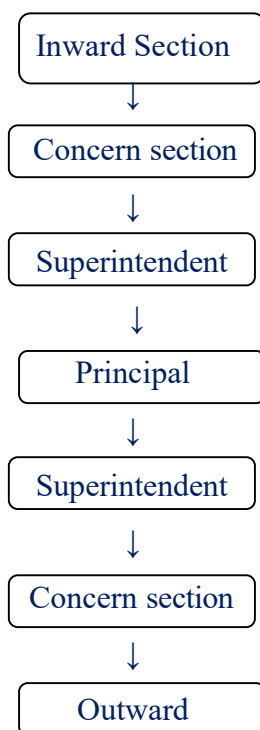 Inward Section
↓
Concern section
↓
Superintendent
↓
Principal
↓
Superintendent
↓
Concern section
↓
Outward